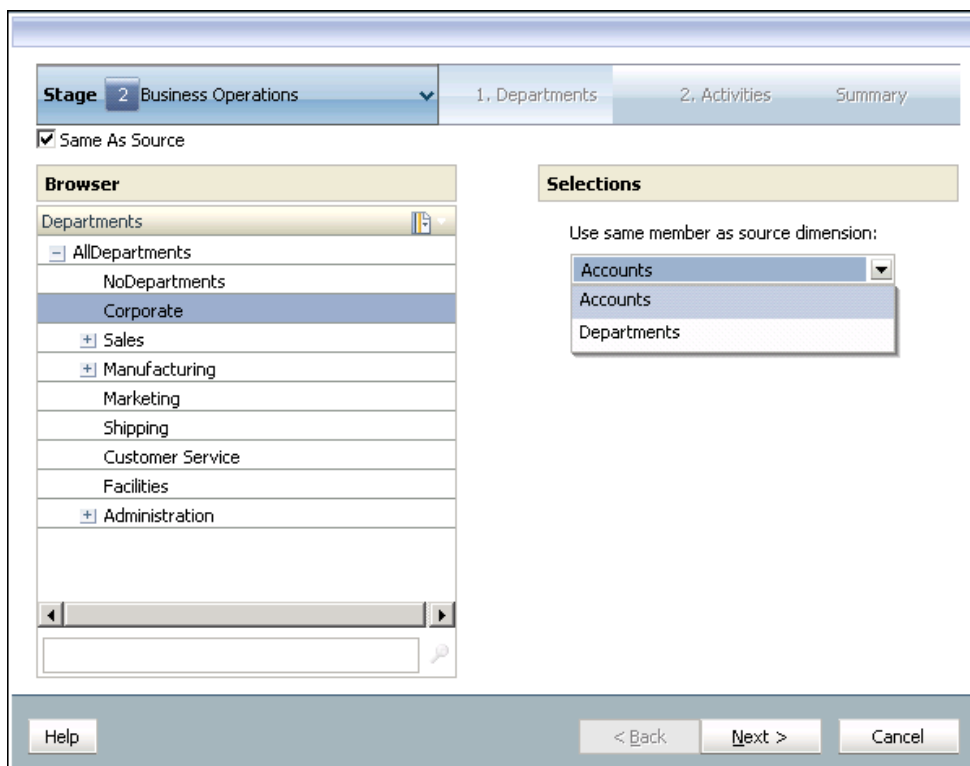 Stage 2 Business Operations 1. Departments 2. Activities Summary
Same As Source
Browser
Departments
AllDepartments
NoDepartments
Corporate
Sales
Manufacturing
Marketing
Shipping
Customer Service
Facilities
Administration
Selections
Use same member as source dimension:
Accounts
Accounts
Departments
Help < Back Next > Cancel